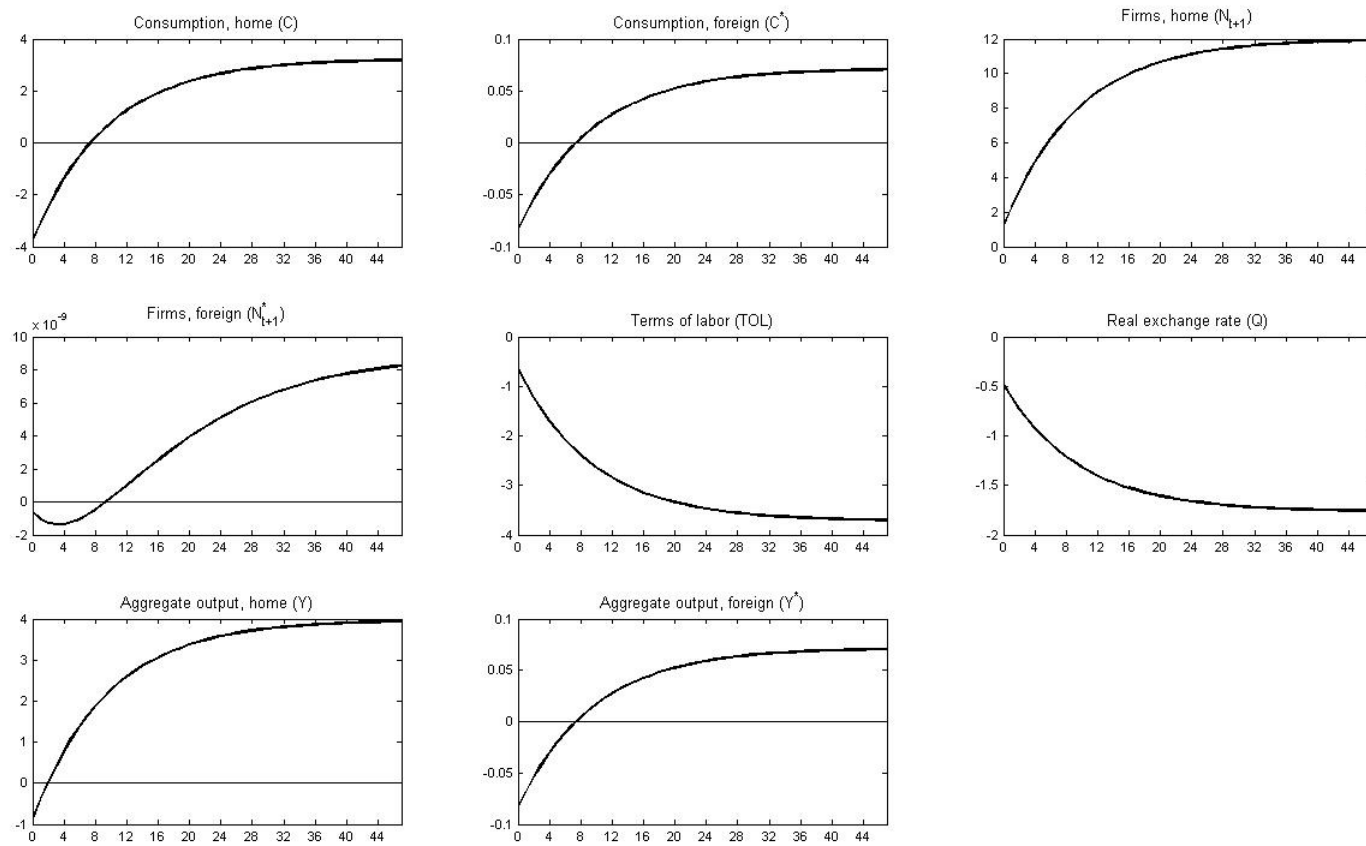 Consumption, home (C)
4
2
0
-2
-4
0 4 8 12 16 20 24 28 32 36 40 44
Consumption, foreign (C*)
0.1
0.05
0
-0.05
-0.1
0 4 8 12 16 20 24 28 32 36 40 44
Firms, home (N_{t+1})
12
10
8
6
4
2
0
0 4 8 12 16 20 24 28 32 36 40 44
Firms, foreign (N*_{t+1})
x 10^{-9}
10
8
6
4
2
0
-2
0 4 8 12 16 20 24 28 32 36 40 44
Terms of labor (TOL)
0
-1
-2
-3
-4
0 4 8 12 16 20 24 28 32 36 40 44
Real exchange rate (Q)
0
-0.5
-1
-1.5
-2
0 4 8 12 16 20 24 28 32 36 40 44
Aggregate output, home (Y)
4
3
2
1
0
-1
0 4 8 12 16 20 24 28 32 36 40 44
Aggregate output, foreign (Y*)
0.1
0.05
0
-0.05
-0.1
0 4 8 12 16 20 24 28 32 36 40 44